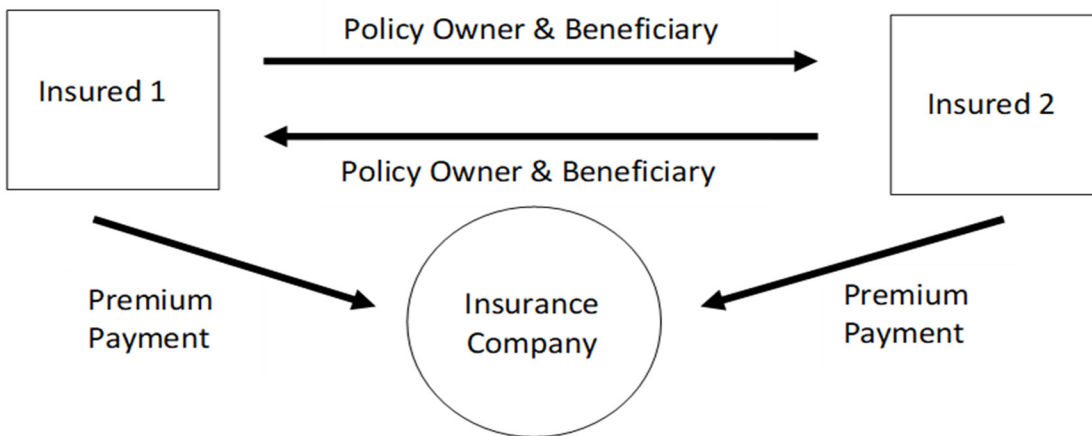 Policy Owner & Beneficiary
Insured 1
Insured 2
Policy Owner & Beneficiary
Insurance
Company
Premium
Payment
Premium
Payment